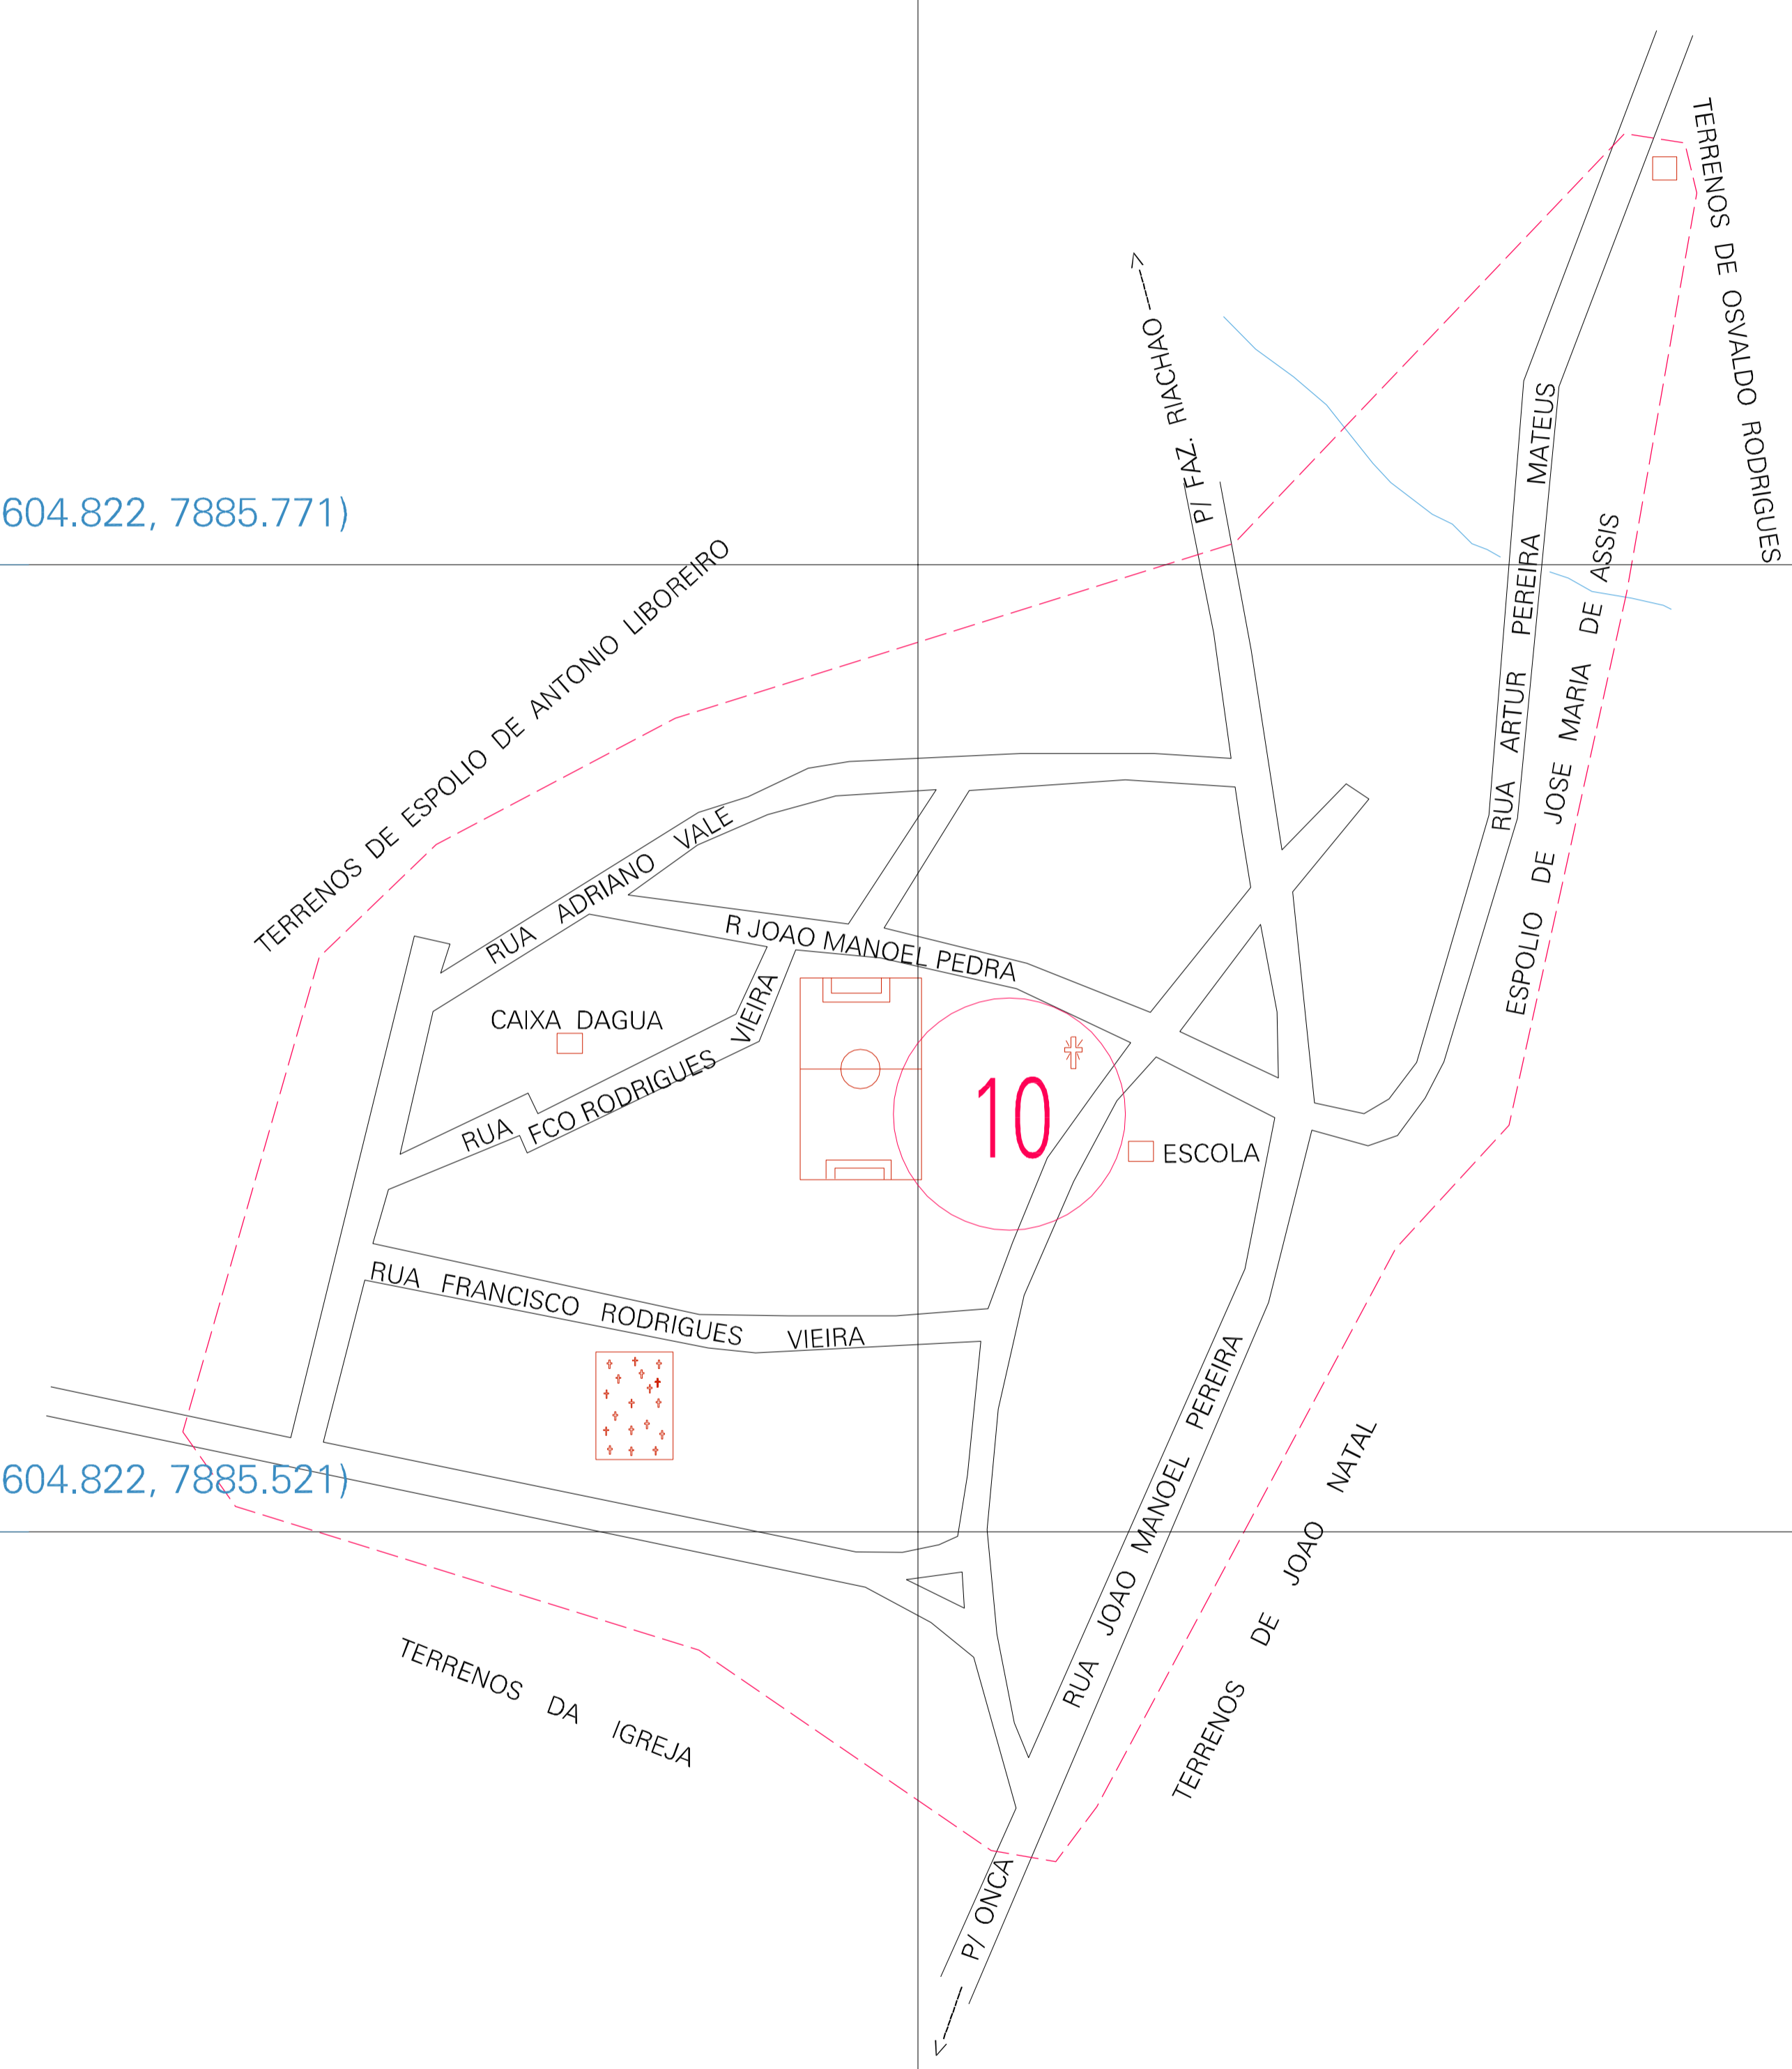 TERRENOS DE OSVALDO RODRIGUES
P/ FAZ. RIACHAO
RUA ARTUR PEREIRA MATEUS
604.822, 7885.771)
ESPOLIO DE JOSE MARIA DE ASSIS
TERRENOS DE ESPOLIO DE ANTONIO LIBOREIRO
RUA ADRIANO VALE
R JOAO MANOEL PEDRA
CAIXA DAGUA
RUA FCO RODRIGUES VIEIRA
10
ESCOLA
RUA FRANCISCO RODRIGUES VIEIRA
604.822, 7885.521)
RUA JOAO MANOEL PEREIRA
TERRENOS DE JOAO NATAL
TERRENOS DA IGREJA
P/ ONCA